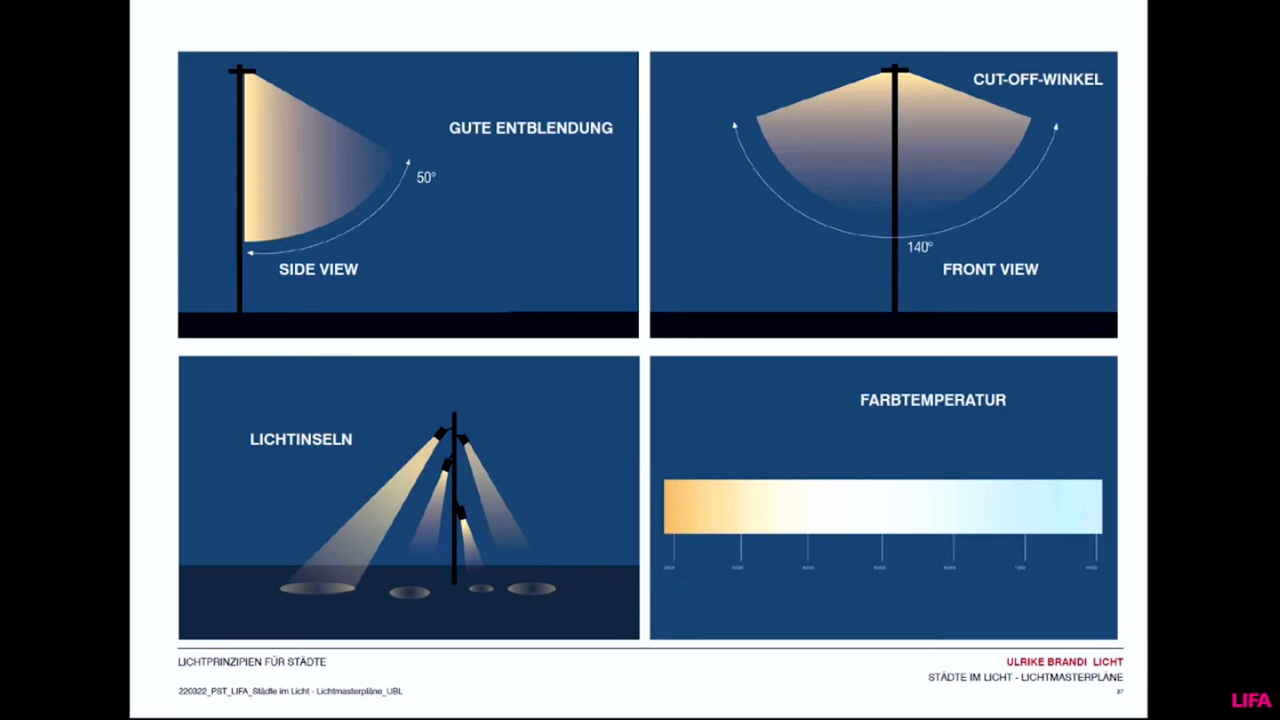 GUTE ENTBLENDUNG
50°
SIDE VIEW
CUT-OFF-WINKEL
140°
FRONT VIEW
LICHTINSELN
FARBTEMPERATUR
LICHTPRINZIPIEN FÜR STÄDTE
ULRIKE BRANDI LICHT
STÄDTE IM LICHT - LICHTMASTERPLÄNE
220322_PST_LIFA_Städte im Licht - Lichtmasterpläne_UBL
LIFA